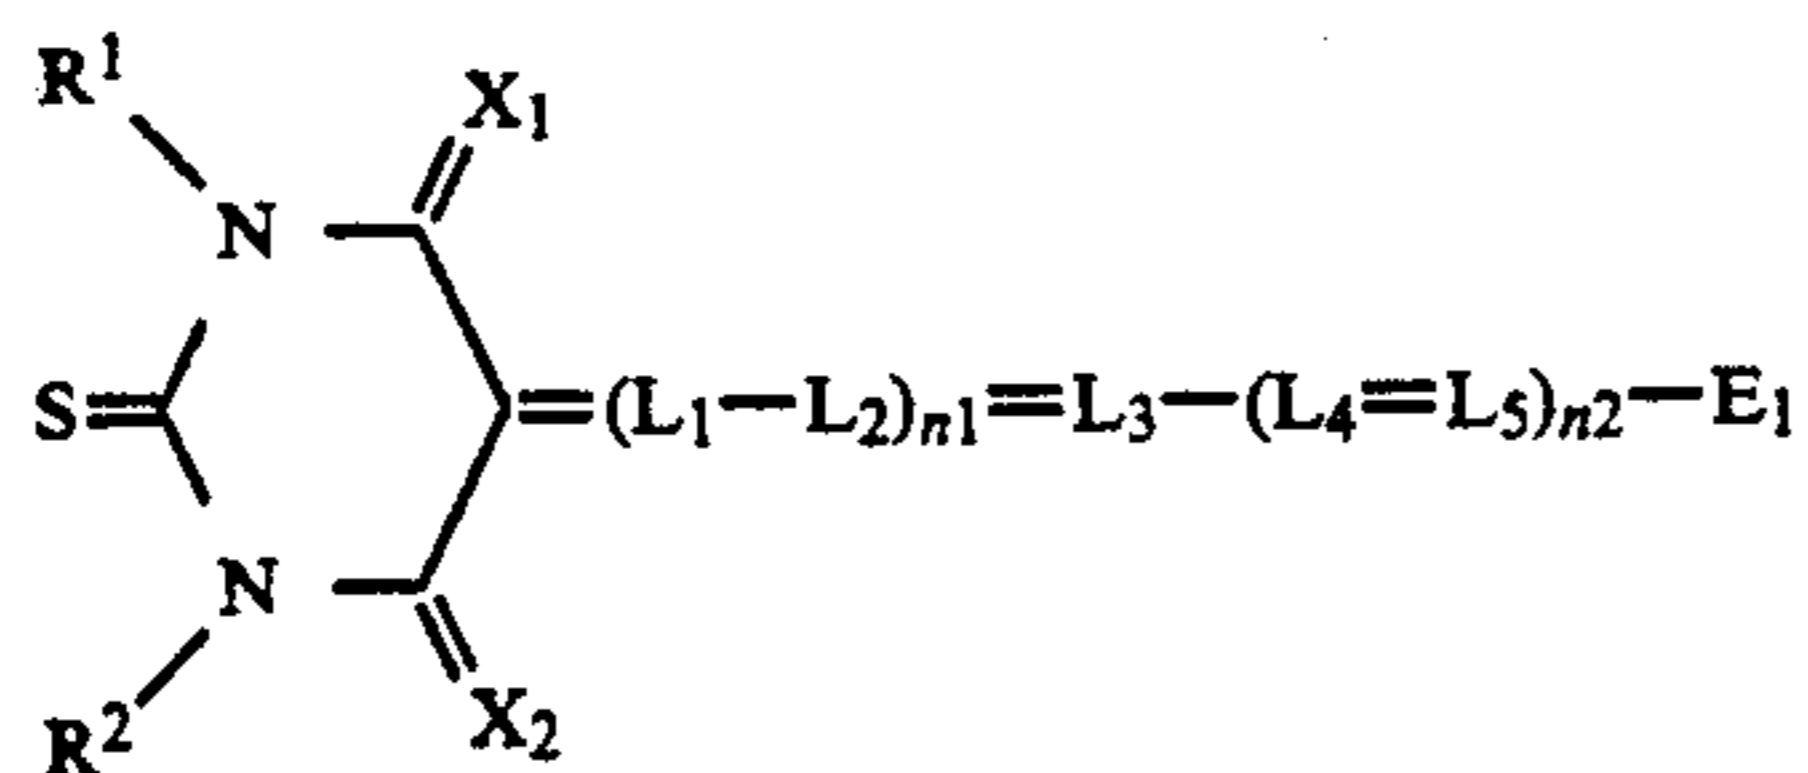 R¹
X₁
N
S=
=(L₁—L₂)ₙ₁=L₃—(L₄=L₅)ₙ₂—E₁
N
R²
X₂